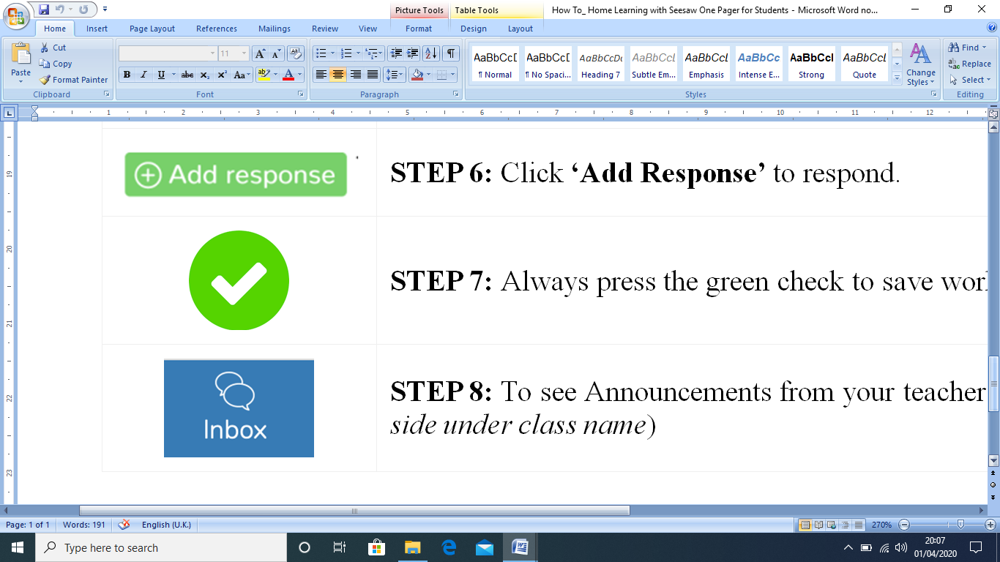 Picture Tools
Table Tools
How To_ Home Learning with Seesaw One Pager for Students - Microsoft Word no...
Home
Insert
Page Layout
References
Mailings
Review
View
Format
Design
Layout
Paste
Cut
Copy
Format Painter
Clipboard
11
B I U abc x₂ x² Aa
Font
Paragraph
AaBbCcD
¶ Normal
AaBbCcD
¶ No Spaci...
AaBbCcDc
Heading 7
AaBbCcL
Subtle Em...
AaBbCcL
Emphasis
AaBbCc
Intense E...
AaBbCcI
Strong
AaBbCcL
Quote
Change
Styles
Styles
Find
Replace
Select
Editing
L
1 2 3 4 5 6 7 8 9 10 11 12
19
20
21
22
23
Add response
STEP 6: Click ‘Add Response’ to respond.
STEP 7: Always press the green check to save wor
STEP 8: To see Announcements from your teacher
side under class name)
Inbox
Page: 1 of 1
Words: 191
English (U.K.)
270%
Type here to search
20:07
01/04/2020